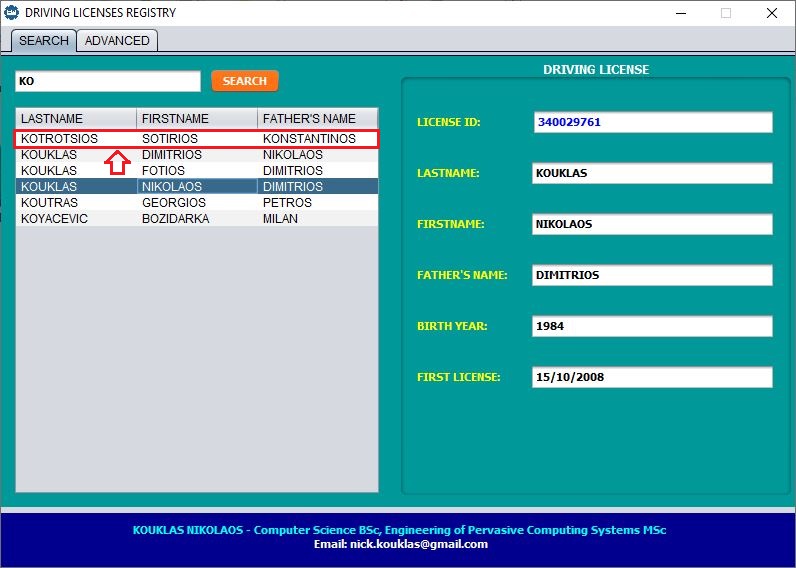 DRIVING LICENSES REGISTRY
SEARCH ADVANCED
KO SEARCH
LASTNAME FIRSTNAME FATHER'S NAME
KOTROTSIOS SOTIRIOS KONSTANTINOS
KOUKLAS DIMITRIOS NIKOLAOS
KOUKLAS FOTIOS DIMITRIOS
KOUKLAS NIKOLAOS DIMITRIOS
KOUTRAS GEORGIOS PETROS
KOYACEVIC BOZIDARKA MILAN
DRIVING LICENSE
LICENSE ID: 340029761
LASTNAME: KOUKLAS
FIRSTNAME: NIKOLAOS
FATHER'S NAME: DIMITRIOS
BIRTH YEAR: 1984
FIRST LICENSE: 15/10/2008
KOUKLAS NIKOLAOS - Computer Science BSc, Engineering of Pervasive Computing Systems MSc
Email: nick.kouklas@gmail.com